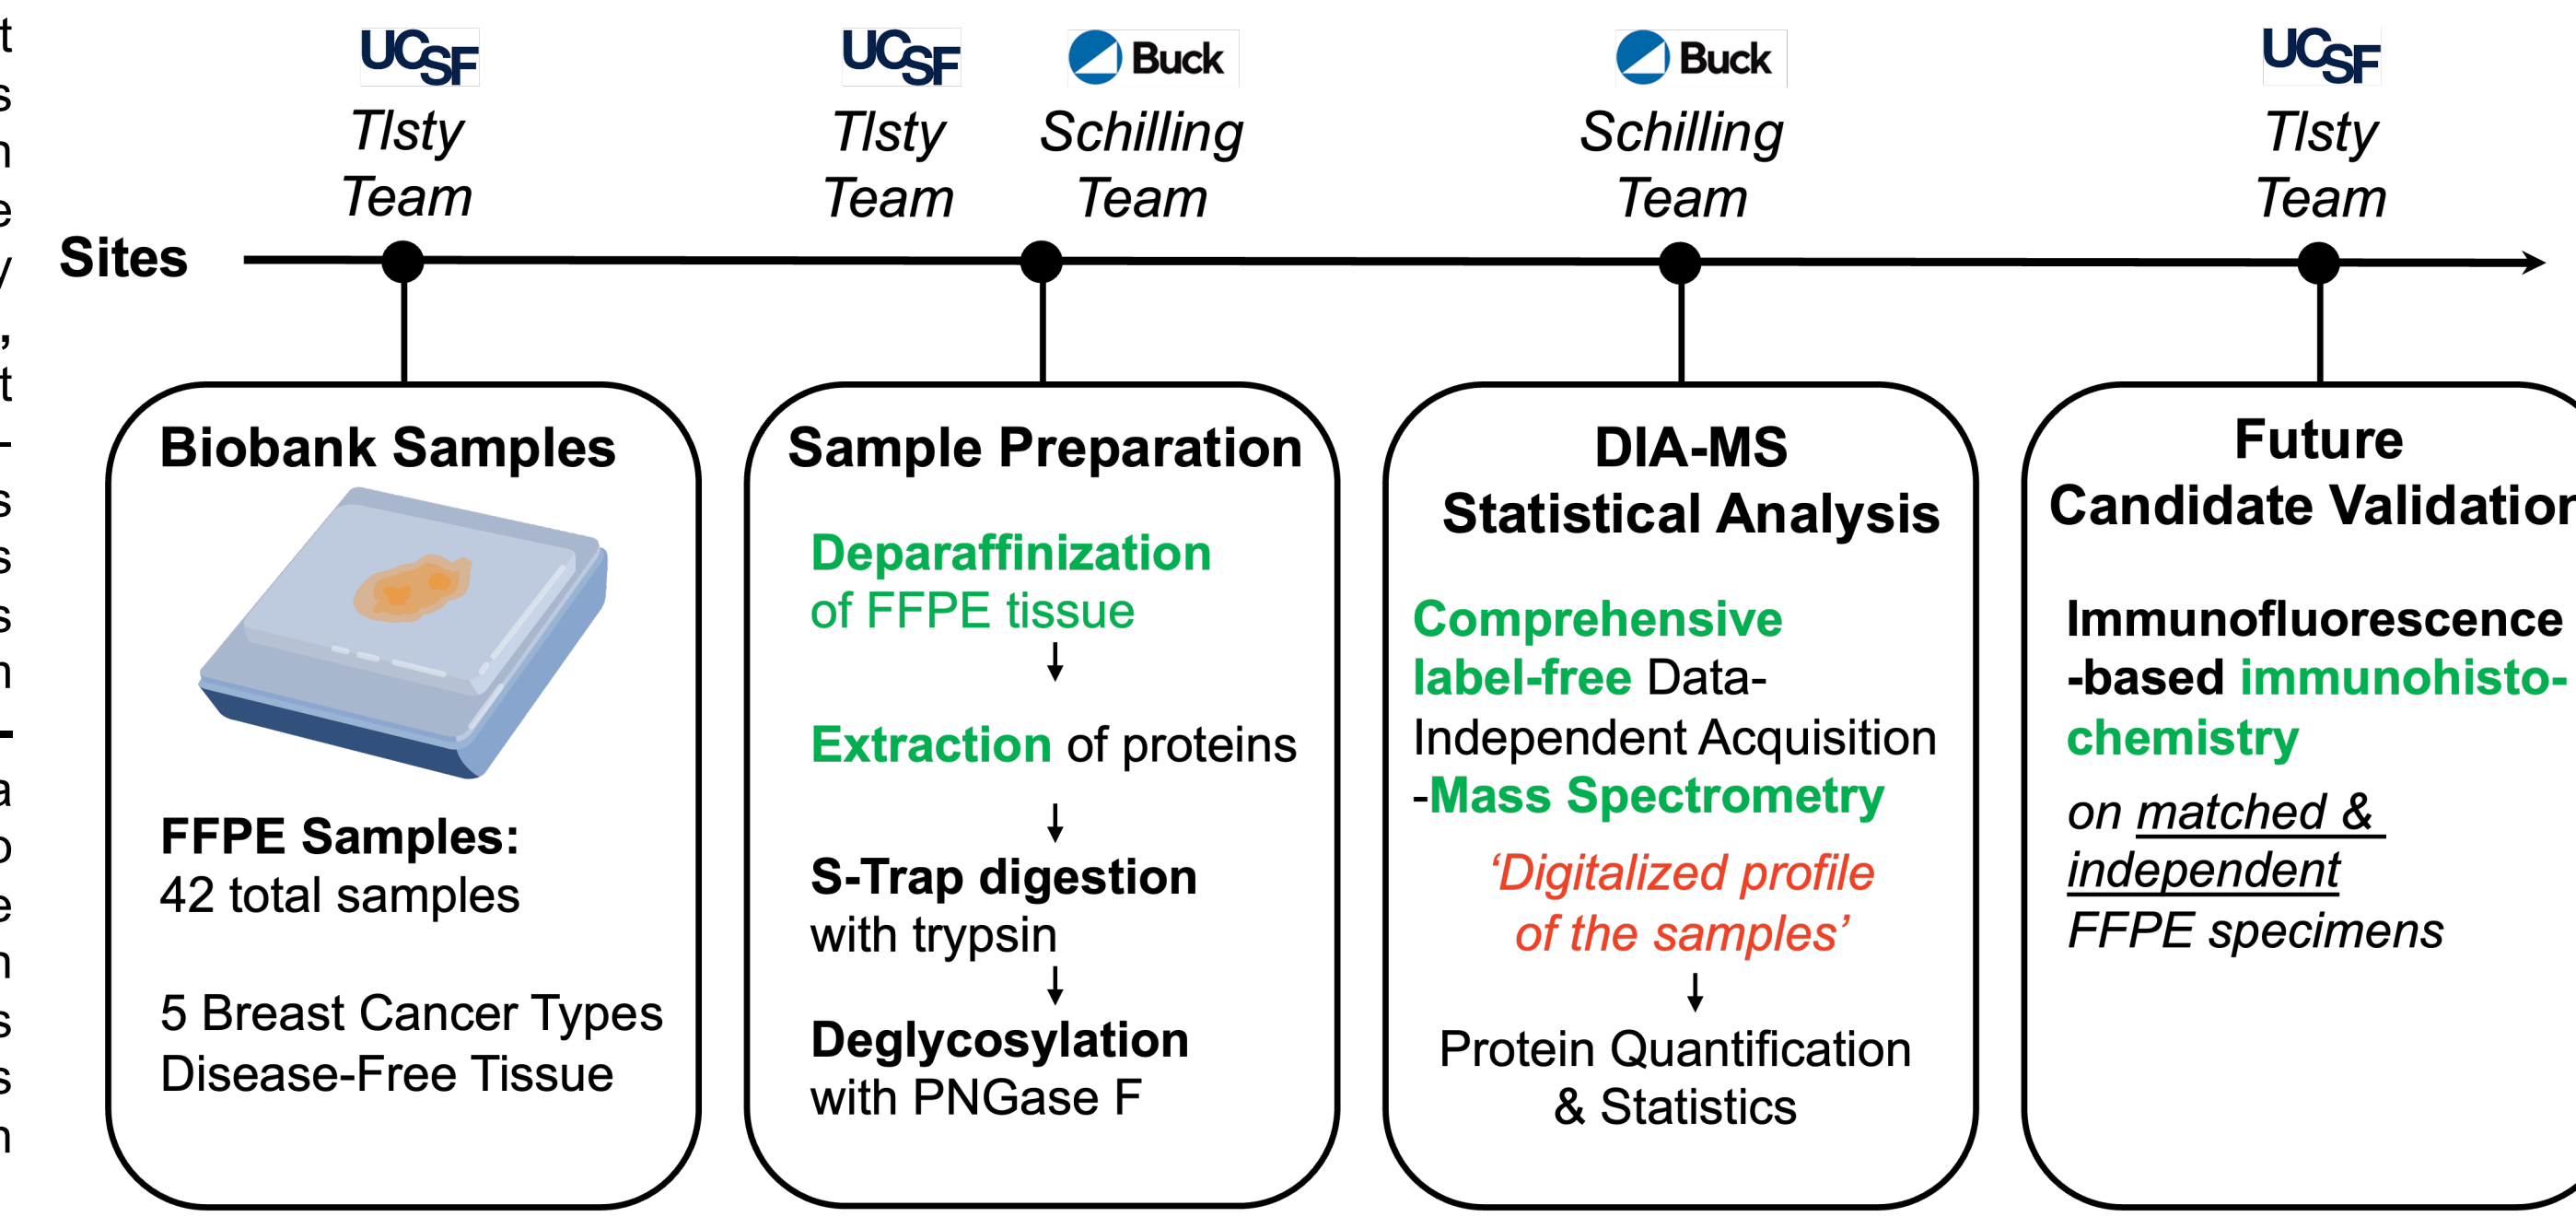 UCSF
Tlsty
Team
UCSF
Tlsty
Team
Buck
Schilling
Team
Buck
Schilling
Team
UCSF
Tlsty
Team
Sites
Biobank Samples
FFPE Samples:
42 total samples
5 Breast Cancer Types
Disease-Free Tissue
Sample Preparation
Deparaffinization
of FFPE tissue
Extraction of proteins
S-Trap digestion
with trypsin
Deglycosylation
with PNGase F
DIA-MS
Statistical Analysis
Comprehensive
label-free Data-
Independent Acquisition
-Mass Spectrometry
‘Digitalized profile
of the samples’
Protein Quantification
& Statistics
Future
Candidate Validation
Immunofluorescence
-based immunohisto-
chemistry
on matched &
independent
FFPE specimens